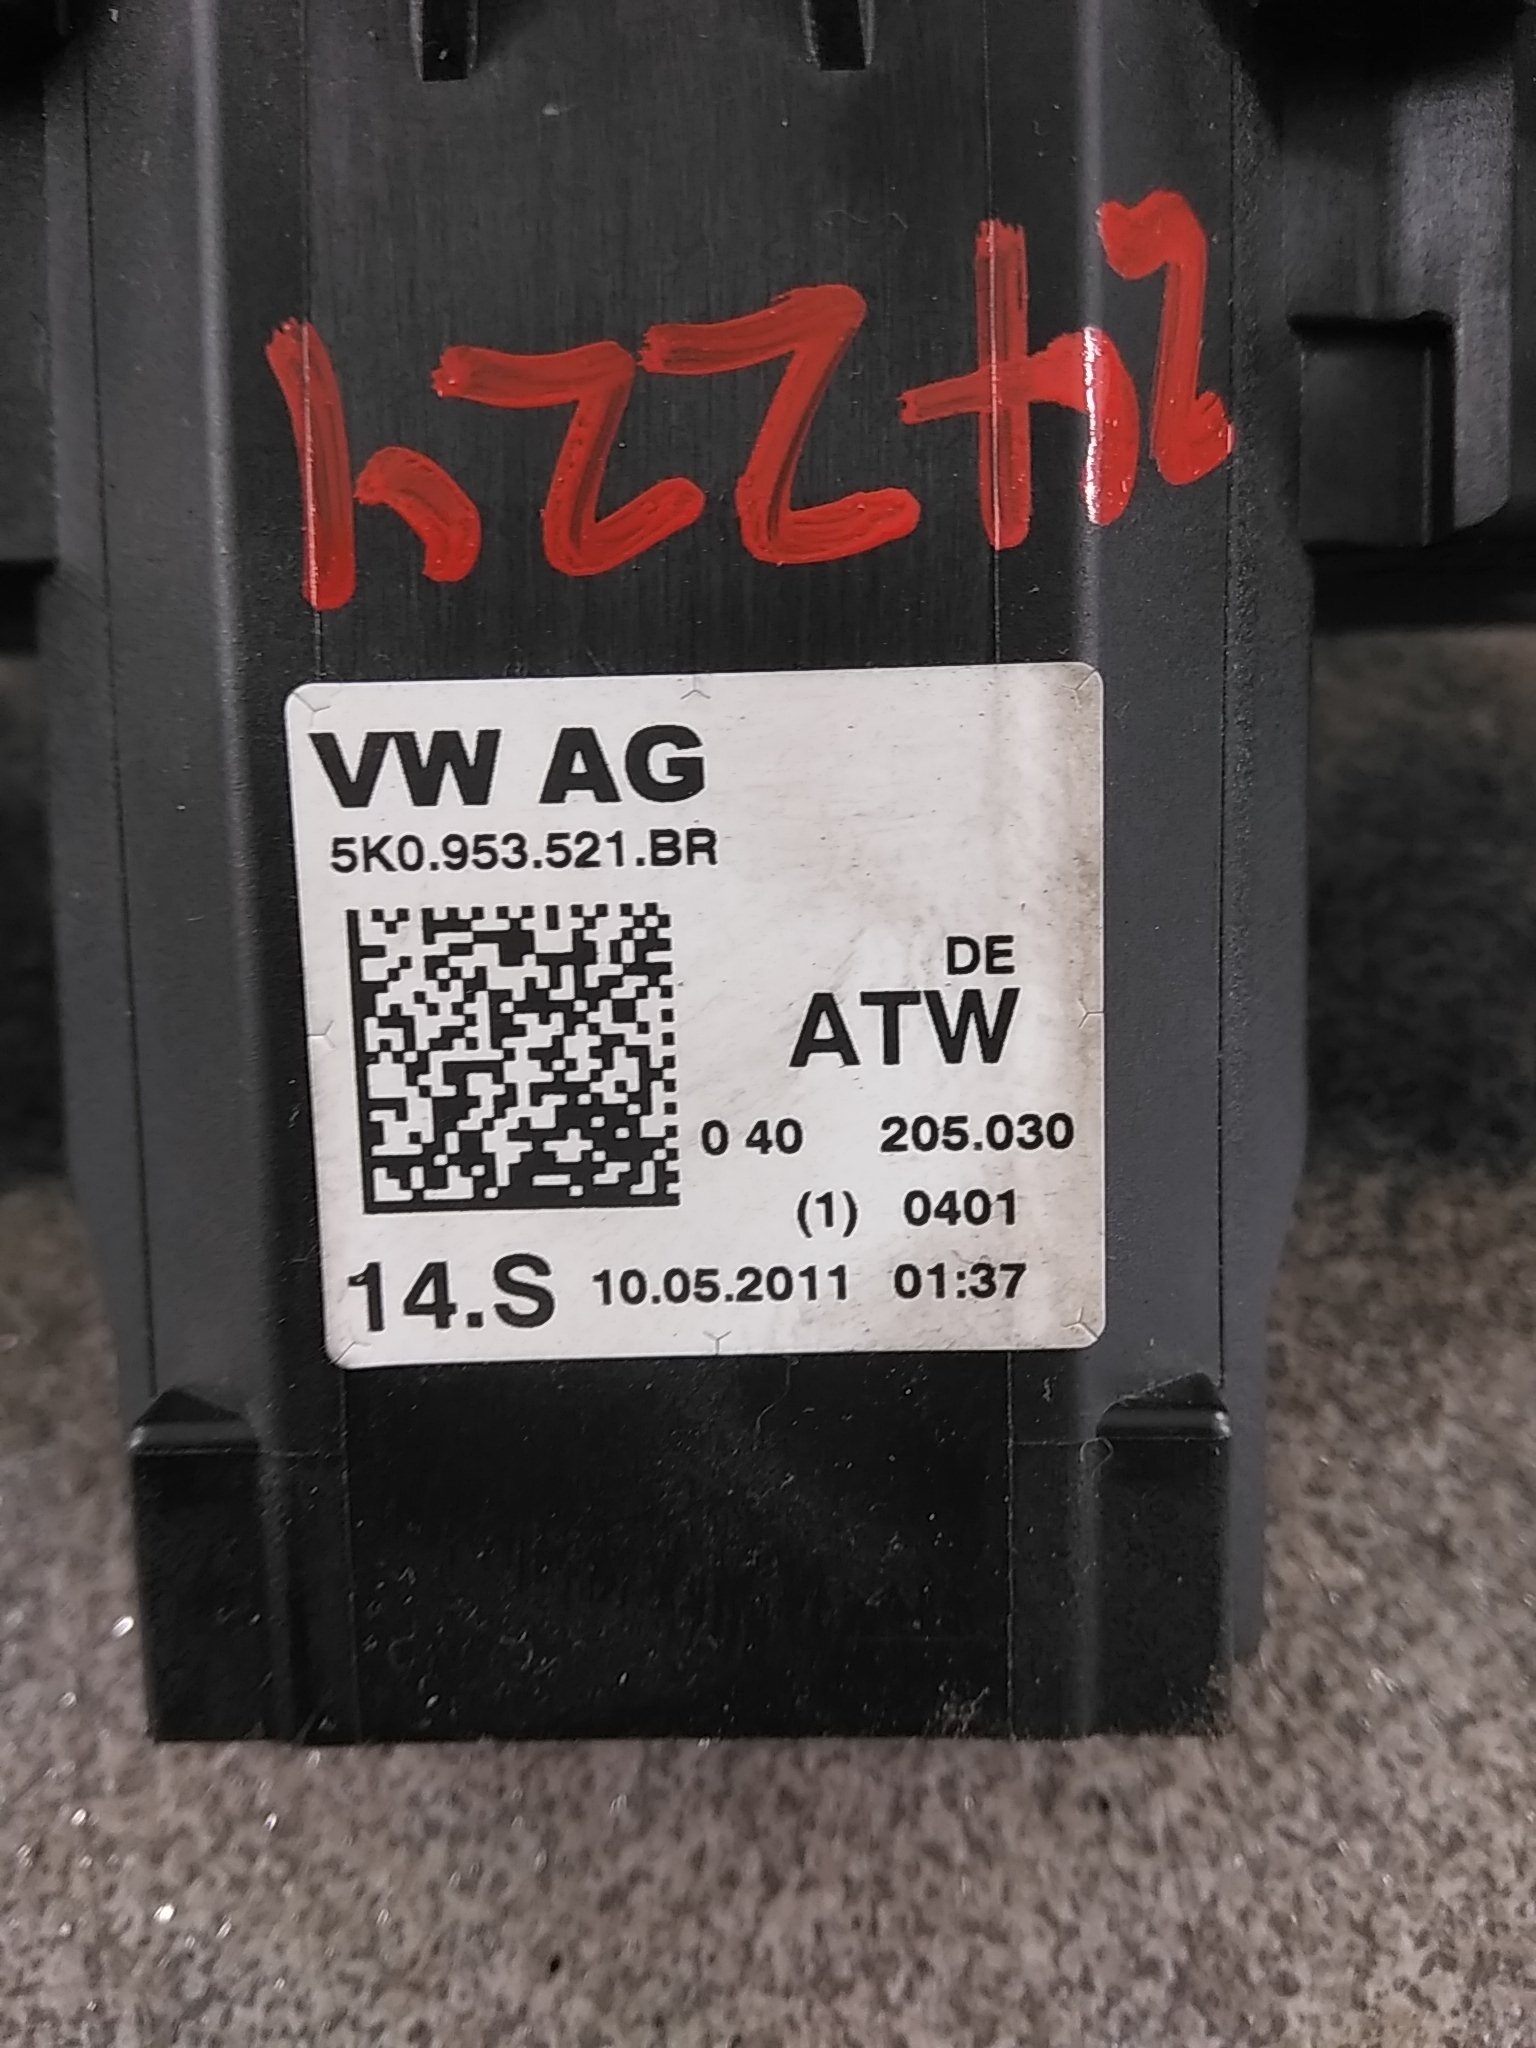 24224
VW AG
5K0.953.521.BR
DE
ATW
0 40 205.030
(1) 0401
14.S 10.05.2011 01:37